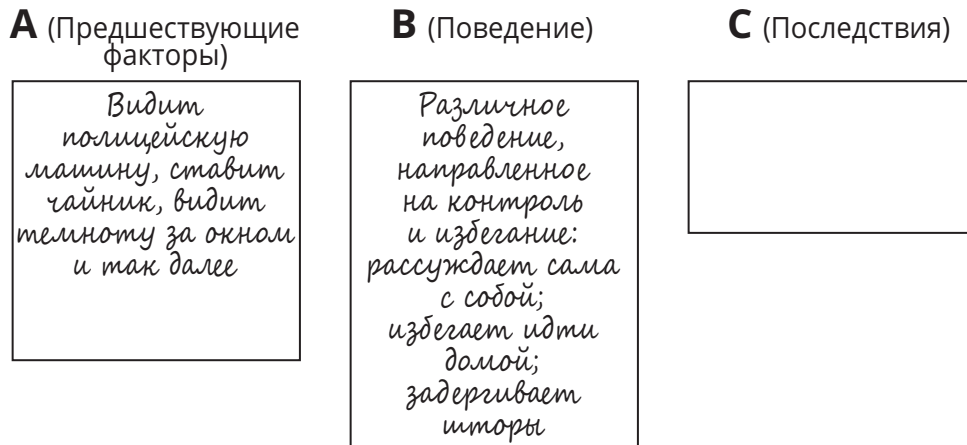 A (Предшествующие
факторы)
B (Поведение)
C (Последствия)
Видит
полицейскую
машину, ставит
чайник, видит
темноту за окном
и так далее
Различное
поведение,
направленное
на контроль
и избегание:
рассуждает сама
с собой;
избегает идти
домой;
задергивает
шторы